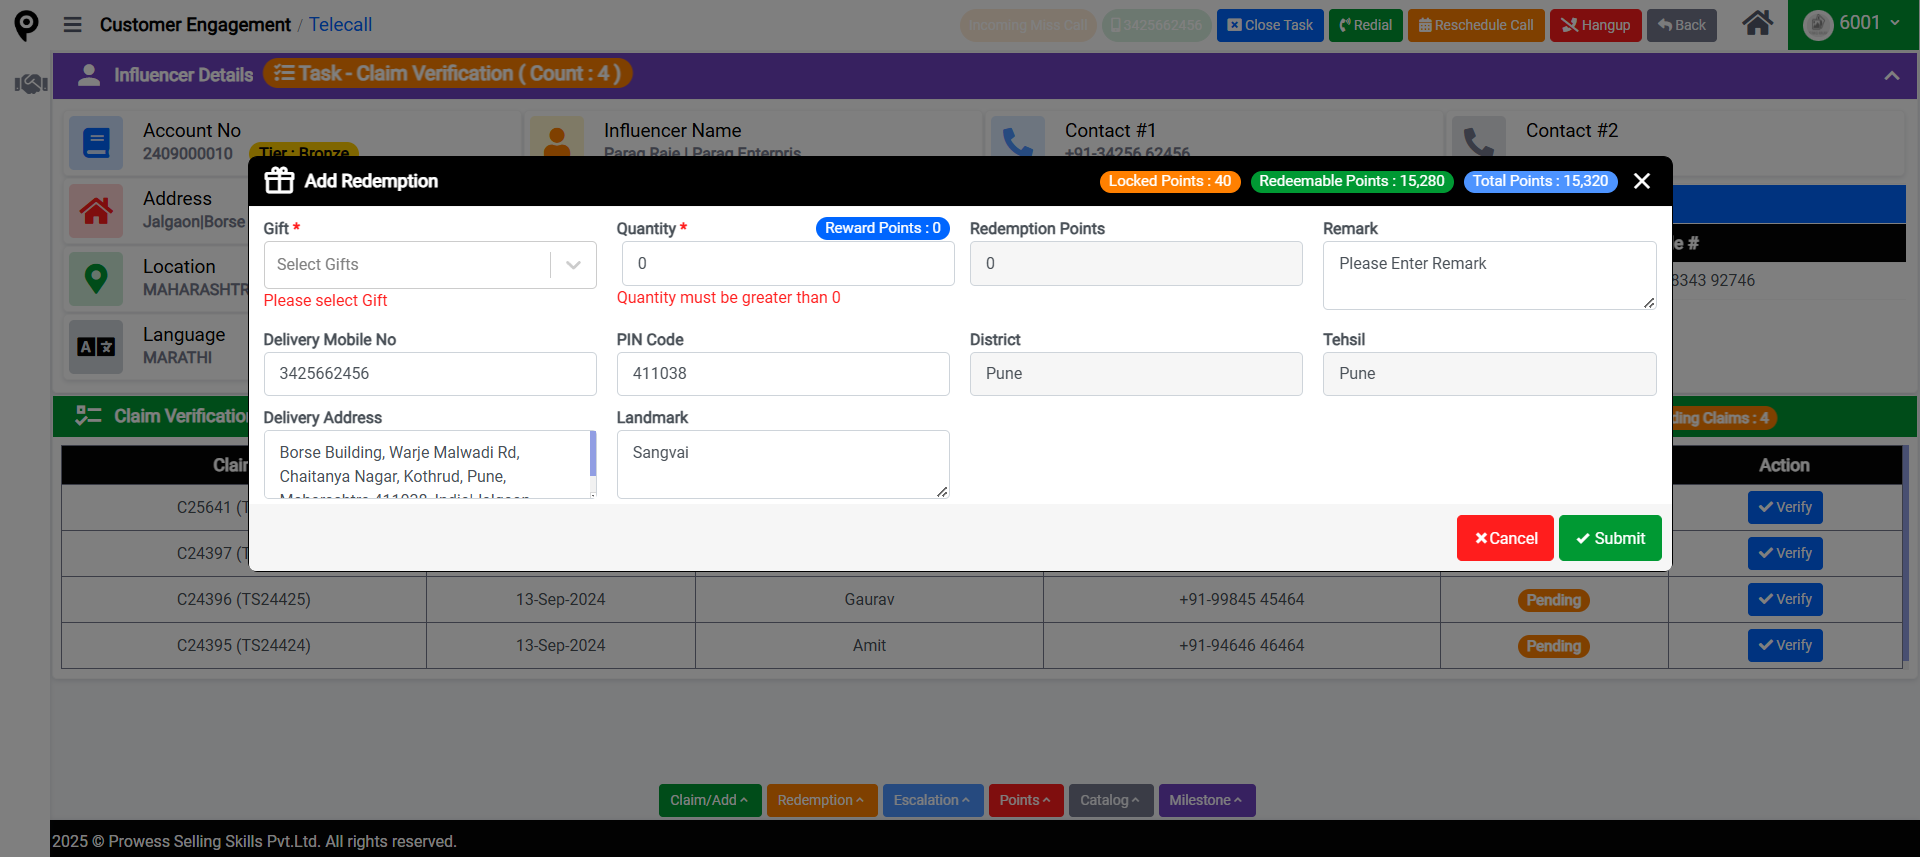 Customer Engagement / Telecall
Incoming Miss Call
3425662456
Close Task
Redial
Reschedule Call
Hangup
Back
6001
Influencer Details
Task - Claim Verification ( Count : 4 )
Account No
2409000010
Tier : Bronze
Influencer Name
Parag Raje | Parag Enterpris
Contact #1
+91-34256 62456
Contact #2
Address
Jalgaon|Borse
Location
MAHARASHTR
Language
MARATHI
e #
8343 92746
Add Redemption
Locked Points : 40
Redeemable Points : 15,280
Total Points : 15,320
Gift *
Select Gifts
Please select Gift
Quantity *
Reward Points : 0
0
Quantity must be greater than 0
Redemption Points
0
Remark
Please Enter Remark
Delivery Mobile No
3425662456
PIN Code
411038
District
Pune
Tehsil
Pune
Delivery Address
Borse Building, Warje Malwadi Rd,
Chaitanya Nagar, Kothrud, Pune,
Maharashtra 411038, India|Jalgaon
Landmark
Sangvai
Cancel
Submit
Claim Verification
ding Claims : 4
Clai
Action
C25641 (T
Verify
C24397 (T
Verify
C24396 (TS24425) 13-Sep-2024 Gaurav +91-99845 45464 Pending Verify
C24395 (TS24424) 13-Sep-2024 Amit +91-94646 46464 Pending Verify
Claim/Add
Redemption
Escalation
Points
Catalog
Milestone
2025 © Prowess Selling Skills Pvt.Ltd. All rights reserved.